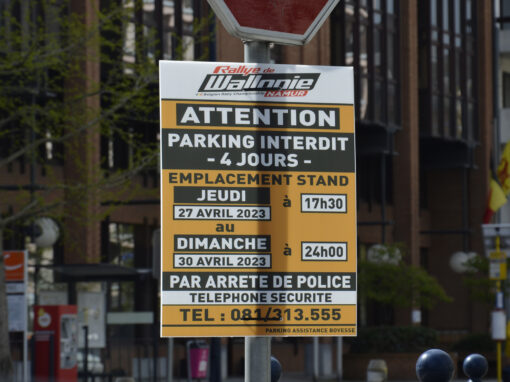 Rallye de
Wallonie
NAMUR
ATTENTION
PARKING INTERDIT
- 4 JOURS -
EMPLACEMENT STAND
JEUDI
27 AVRIL 2023
à 17h30
au
DIMANCHE
30 AVRIL 2023
à 24h00
PAR ARRETE DE POLICE
TELEPHONE SECURITE
TEL : 081/313.555
PARKING ASSISTANCE BOVESSE